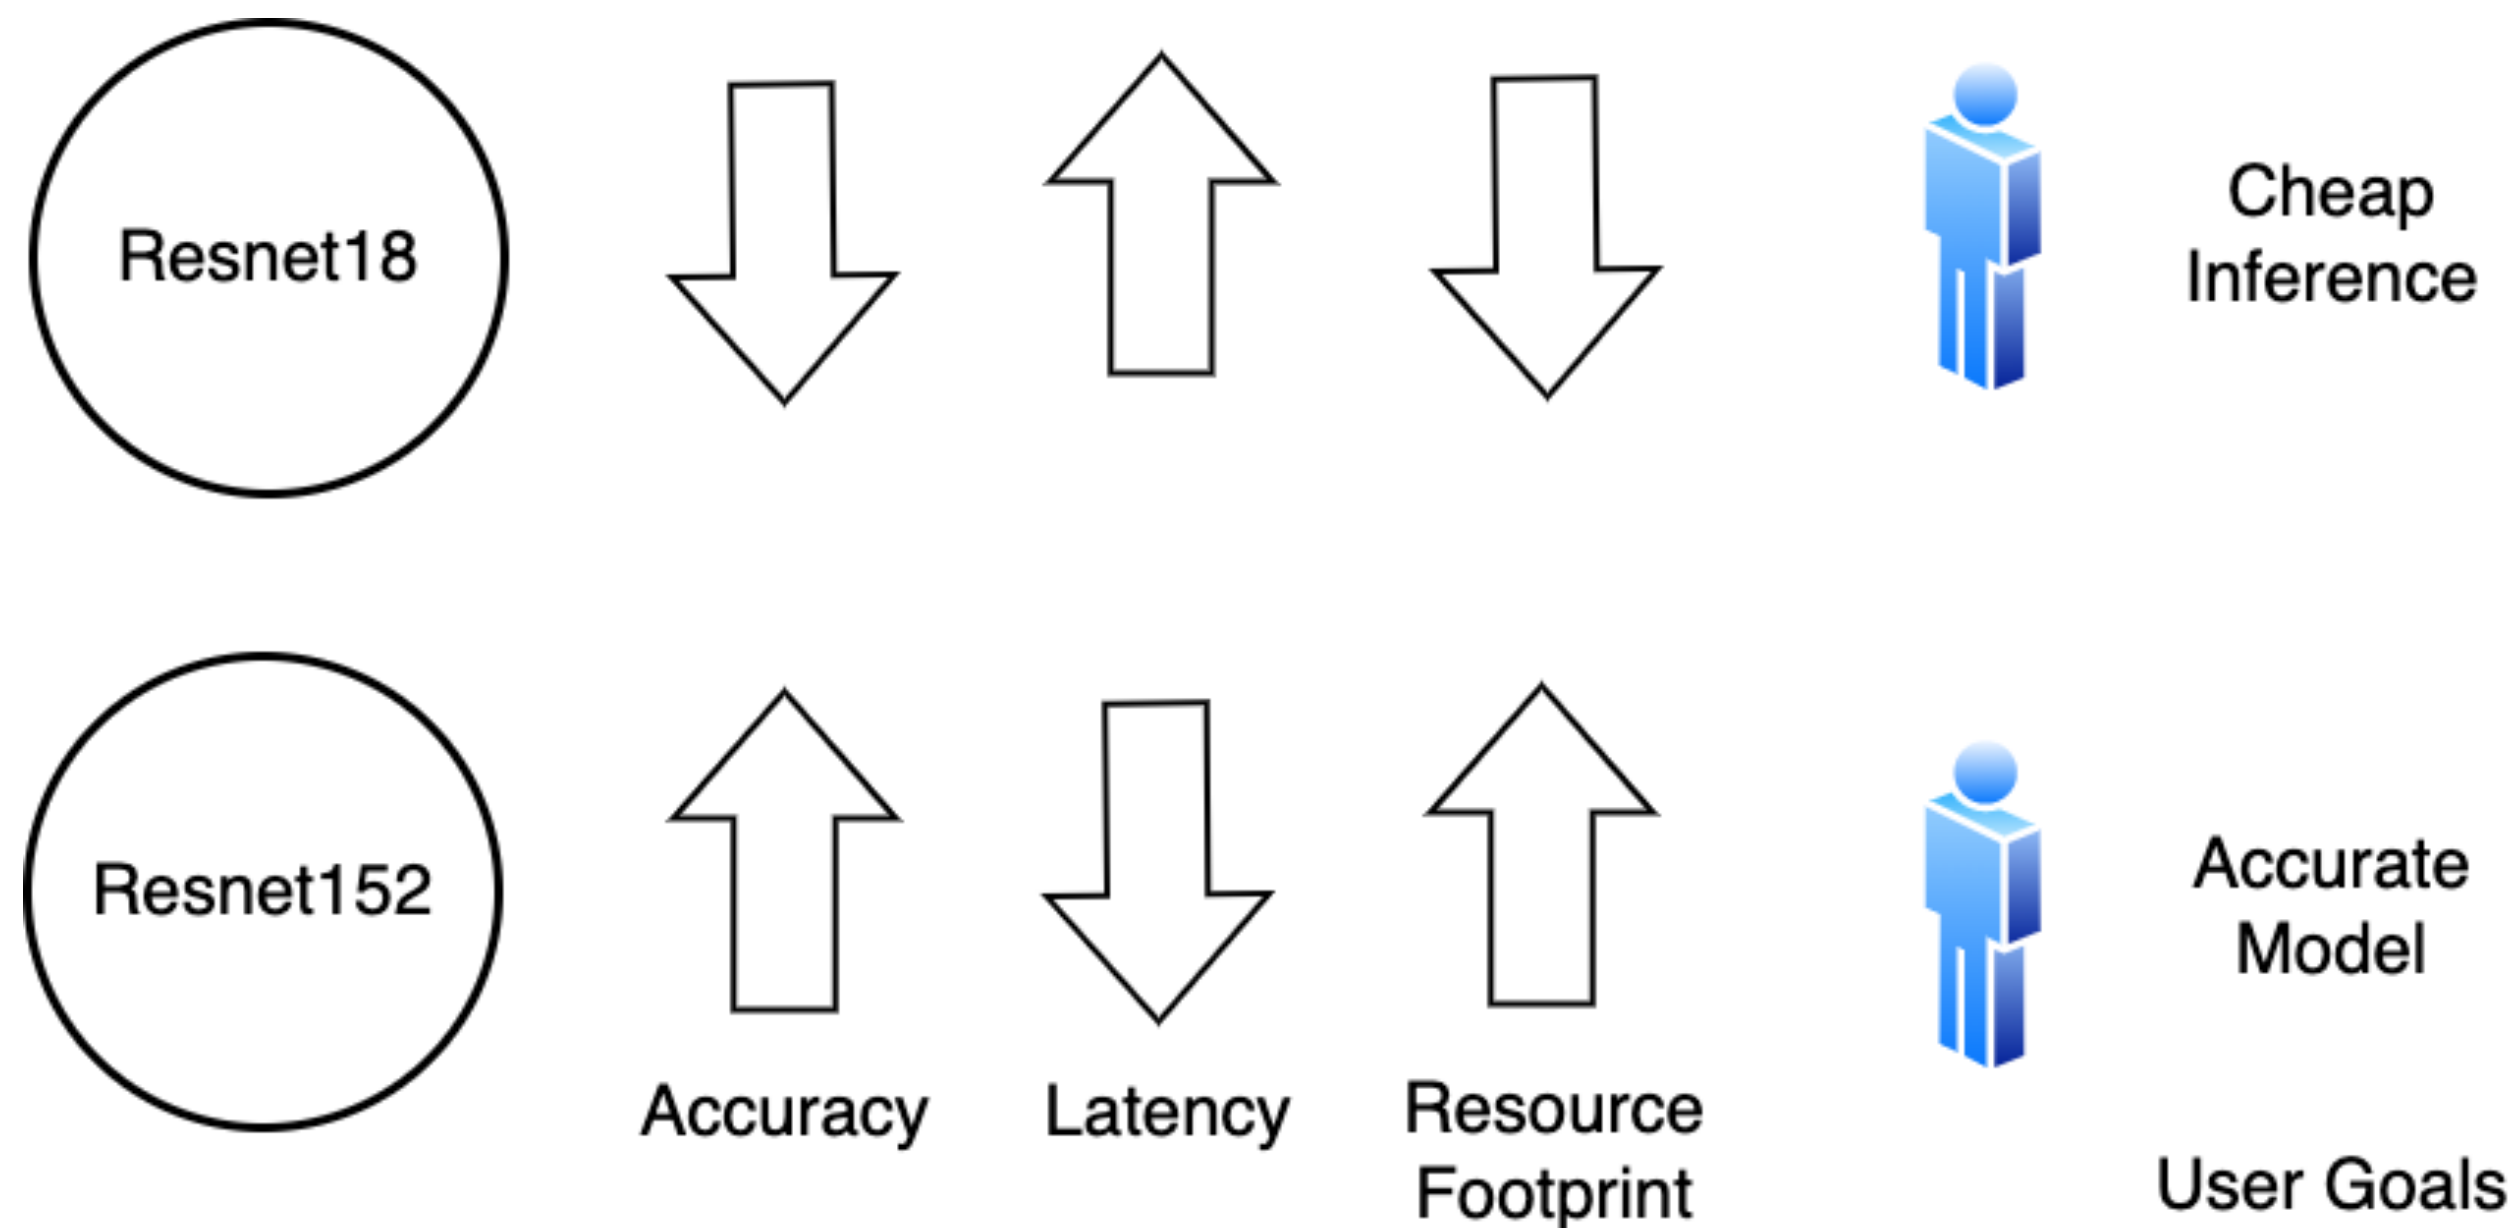 Resnet18
Cheap
Inference
Resnet152
Accurate
Model
Accuracy
Latency
Resource
Footprint
User Goals